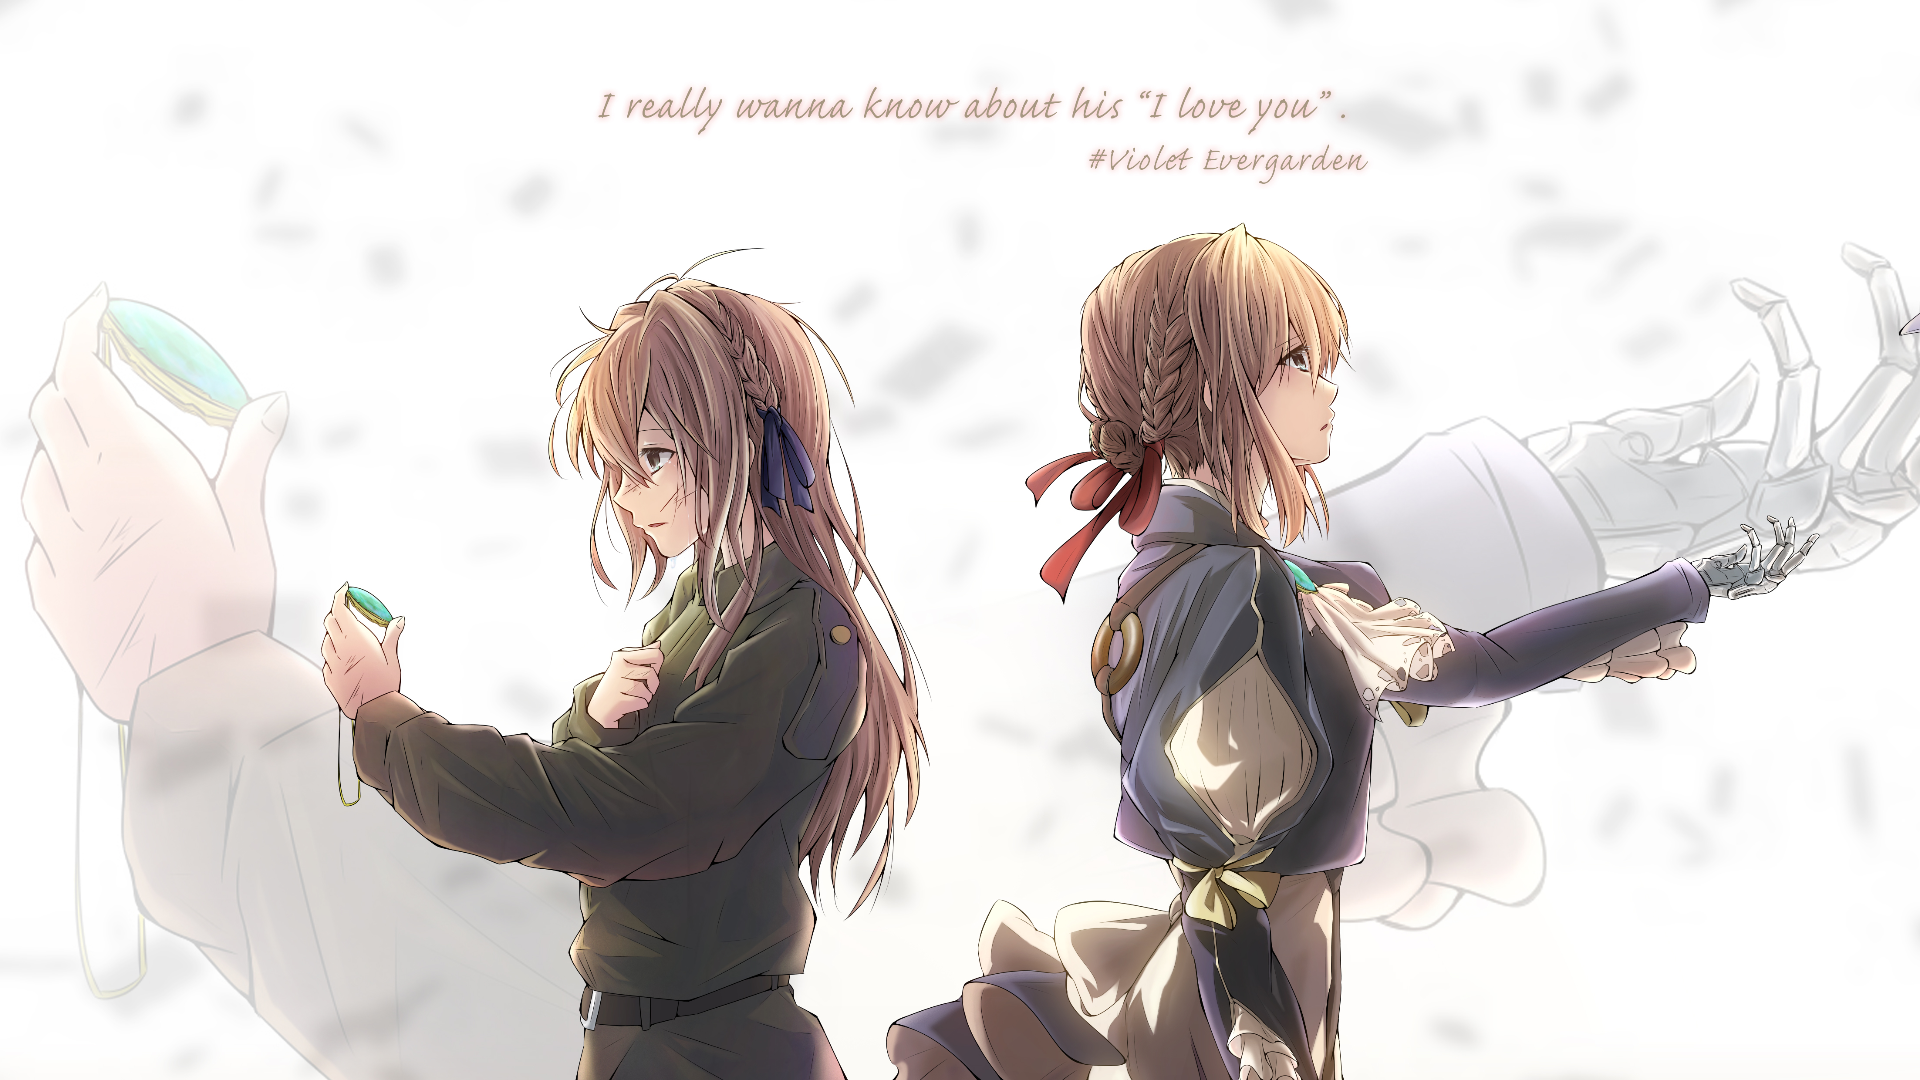 I really wanna know about his “I love you” .
#Violet Evergarden